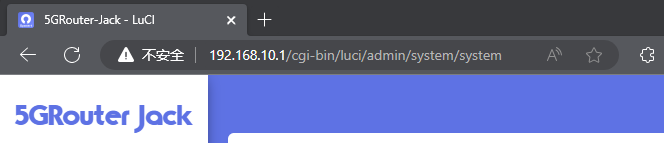 5GRouter-Jack - LuCI
不安全
192.168.10.1/cgi-bin/luci/admin/system/system
5GRouter Jack